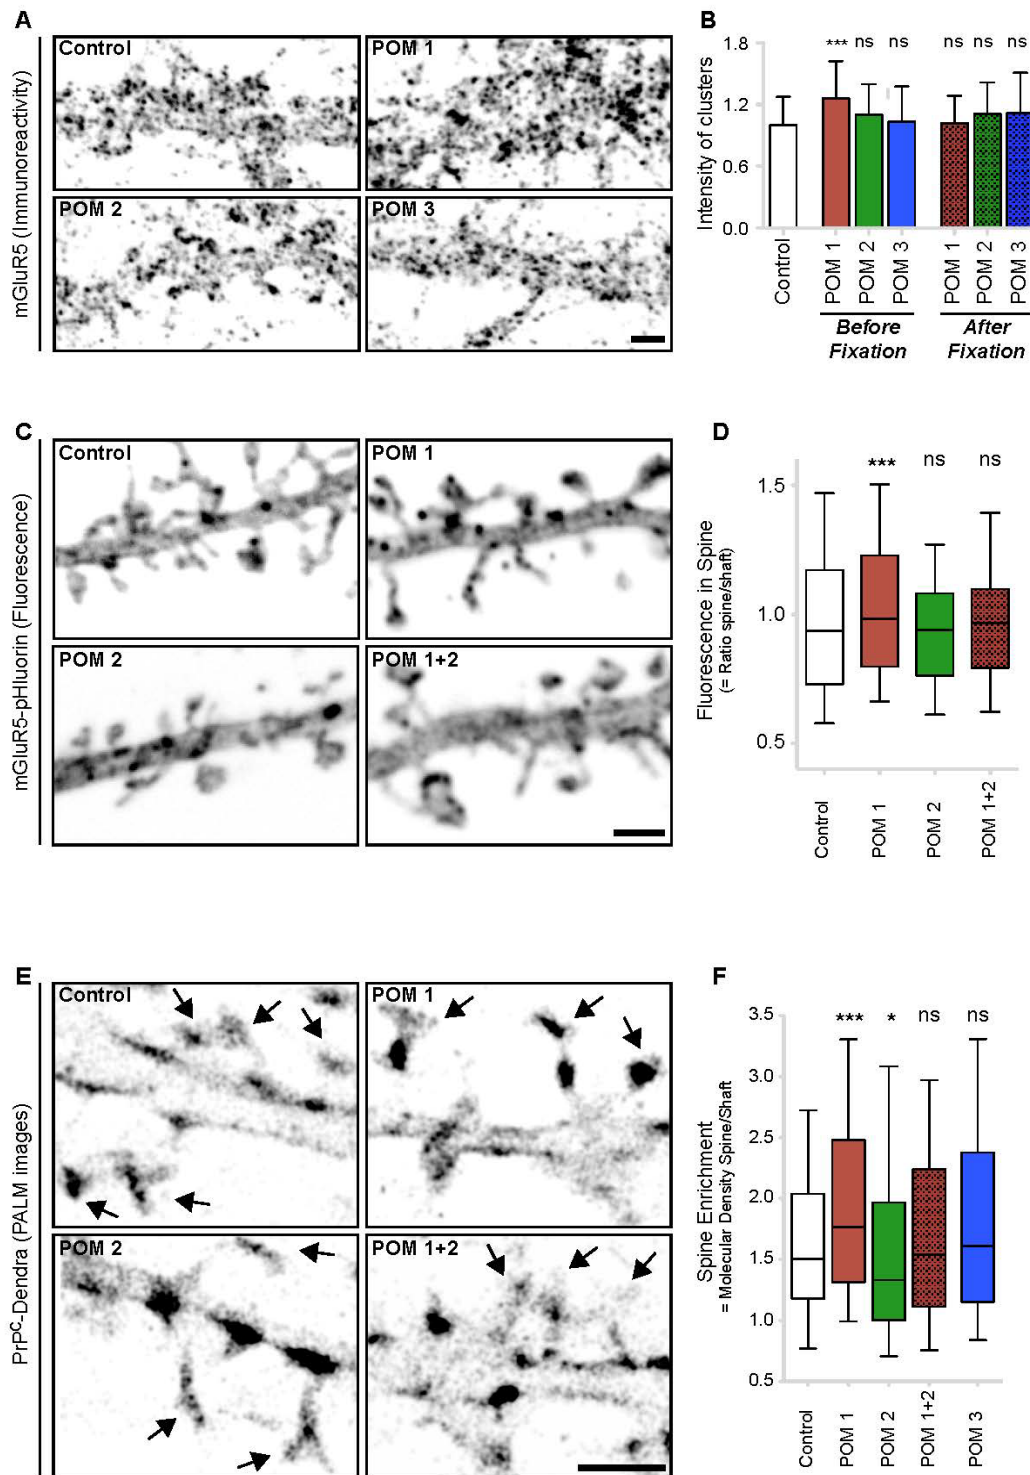 A
mGluR5 (Immunoreactivity)
Control
POM 1
POM 2
POM 3
B
Intensity of clusters
1.8
1.2
0.6
0.0
*** ns ns ns ns ns
Control
POM 1
POM 2
POM 3
POM 1
POM 2
POM 3
Before
Fixation
After
Fixation
C
mGluR5-pHluorin (Fluorescence)
Control
POM 1
POM 2
POM 1+2
D
Fluorescence in Spine
(= Ratio spine/shaft)
1.5
1.0
0.5
*** ns ns
Control
POM 1
POM 2
POM 1+2
E
PrPC-Dendra (PALM images)
Control
POM 1
POM 2
POM 1+2
F
Spine Enrichment
= Molecular Density Spine/Shaft
3.5
3.0
2.5
2.0
1.5
1.0
0.5
*** * ns ns
Control
POM 1
POM 2
POM 1+2
POM 3